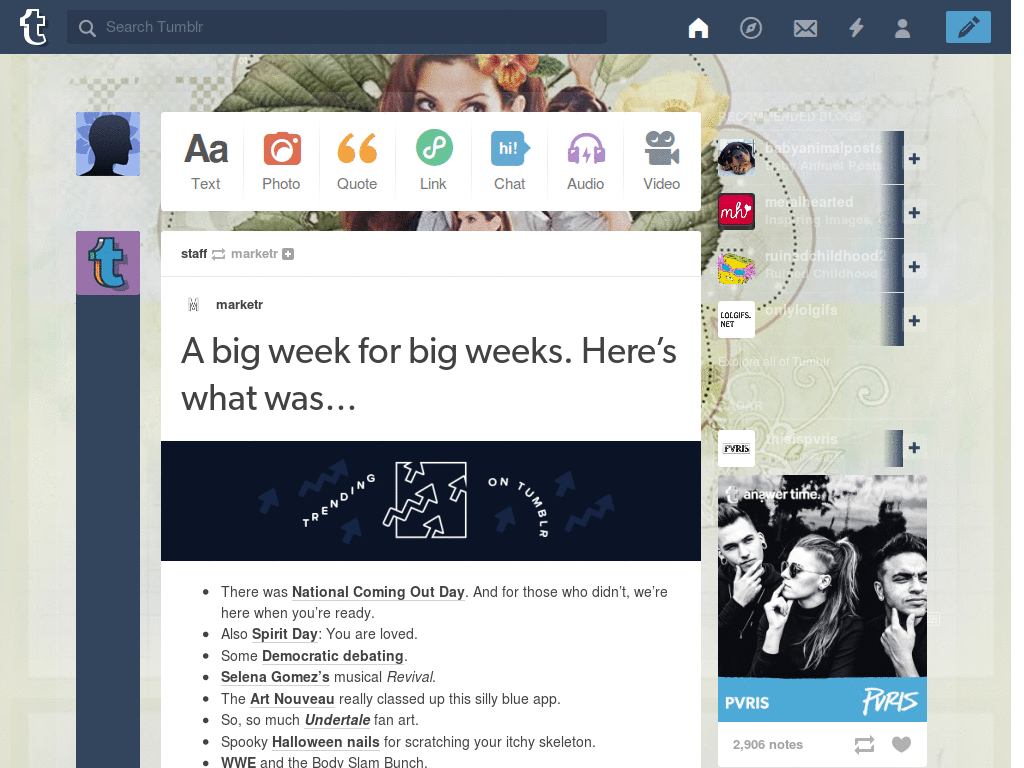 t
Search Tumblr
Aa
hi!
Text
Photo
Quote
Link
Chat
Audio
Video
staff marketr
marketr
A big week for big weeks. Here’s
what was…
TRENDING ON TUMBLR
There was National Coming Out Day. And for those who didn’t, we’re
here when you’re ready.
Also Spirit Day: You are loved.
Some Democratic debating.
Selena Gomez’s musical Revival.
The Art Nouveau really classed up this silly blue app.
So, so much Undertale fan art.
Spooky Halloween nails for scratching your itchy skeleton.
WWE and the Body Slam Bunch.
RECOMMENDED BLOGS
babyanimalposts
Baby Animal Posts
mh
metalhearted
Inspiring Images, C
ruinedchildhood2
Ruined Childhood 2
LOLGIFS.
NET
onlylolgifs
Explore all of Tumblr
RADAR
PVRIS
thisispvris
answer time.
PVRIS
PVRIS
2,906 notes